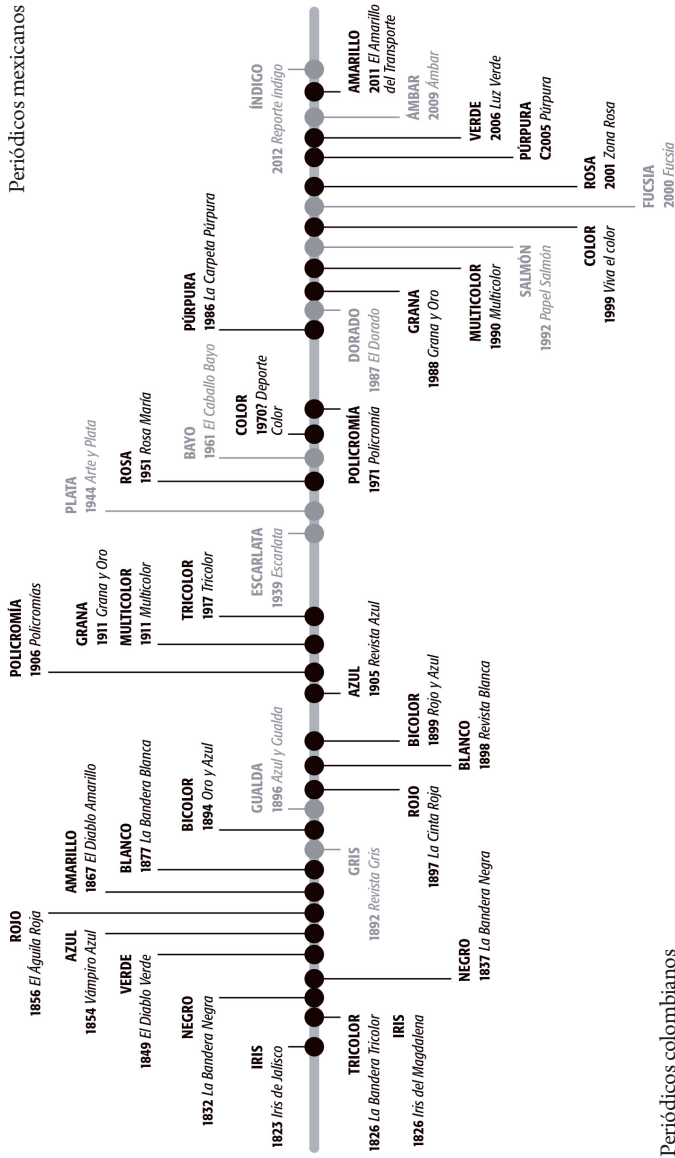 Periódicos mexicanos
IRIS
1823 Iris de Jalisco
NEGRO
1832 La Bandera Negra
VERDE
1849 El Diablo Verde
AZUL
1854 Vámpiro Azul
ROJO
1856 El Águila Roja
AMARILLO
1867 El Diablo Amarillo
BLANCO
1877 La Bandera Blanca
BICOLOR
1894 Oro y Azul
GUALDA
1896 Azul y Gualda
POLICROMÍA
1906 Policromías
GRANA
1911 Grana y Oro
MULTICOLOR
1911 Multicolor
TRICOLOR
1917 Tricolor
ESCARLATA
1939 Escarlata
PLATA
1944 Arte y Plata
ROSA
1951 Rosa María
BAYO
1961 El Caballo Bayo
COLOR
1970? Deporte
Color
PÚRPURA
1986 La Carpeta Púrpura
ÍNDIGO
2012 Reporte índigo
TRICOLOR
1826 La Bandera Tricolor
IRIS
1826 Iris del Magdalena
NEGRO
1837 La Bandera Negra
GRIS
1892 Revista Gris
ROJO
1897 La Cinta Roja
BLANCO
1898 Revista Blanca
BICOLOR
1899 Rojo y Azul
AZUL
1905 Revista Azul
POLICROMÍA
1971 Policromía
DORADO
1987 El Dorado
GRANA
1988 Grana y Oro
MULTICOLOR
1990 Multicolor
SALMÓN
1992 Papel Salmón
COLOR
1999 Viva el color
FUCSIA
2000 Fucsia
ROSA
2001 Zona Rosa
PÚRPURA
C2005 Púrpura
VERDE
2006 Luz Verde
ÁMBAR
2009 Ámbar
AMARILLO
2011 El Amarillo
del Transporte
Periódicos colombianos